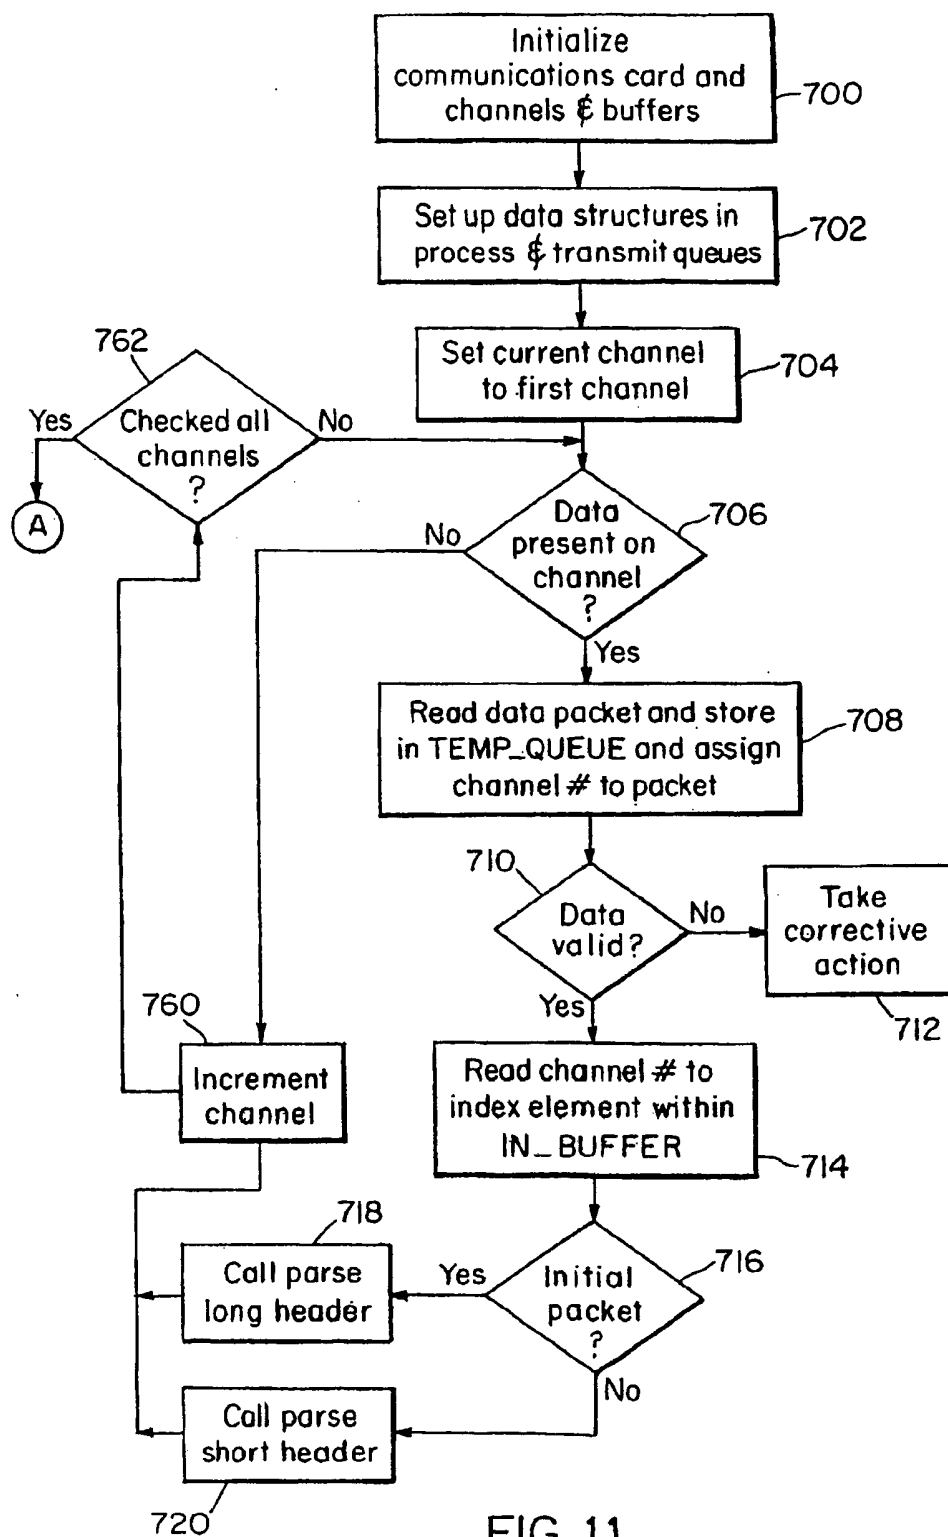 Initialize
communications card and
channels & buffers
700
Set up data structures in
process & transmit queues
702
Set current channel
to first channel
704
762
Checked all
channels
?
Yes
No
A
Data
present on
channel
?
706
No
Yes
Read data packet and store
in TEMP_QUEUE and assign
channel # to packet
708
710
Data
valid?
No
Yes
Take
corrective
action
712
760
Increment
channel
Read channel # to
index element within
IN_BUFFER
714
718
Call parse
long header
Yes
Initial
packet
?
716
No
Call parse
short header
720
FIG. 11